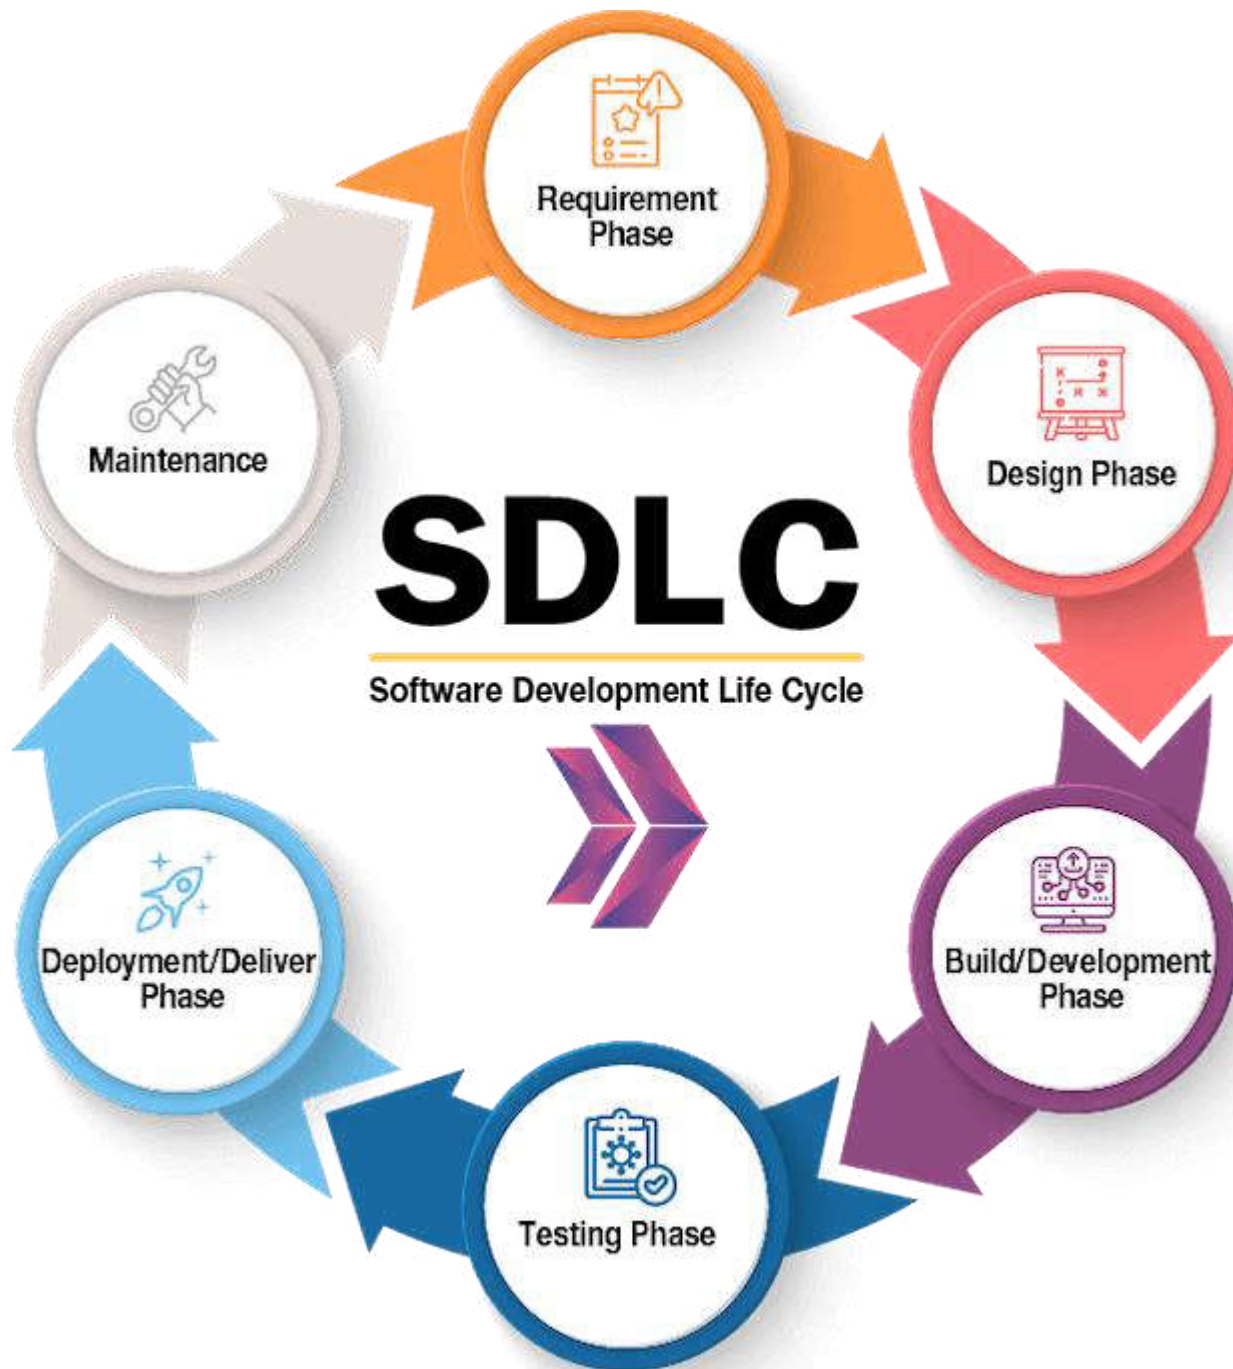 Requirement
Phase
Design Phase
Build/Development
Phase
Testing Phase
Deployment/Deliver
Phase
Maintenance
SDLC
Software Development Life Cycle